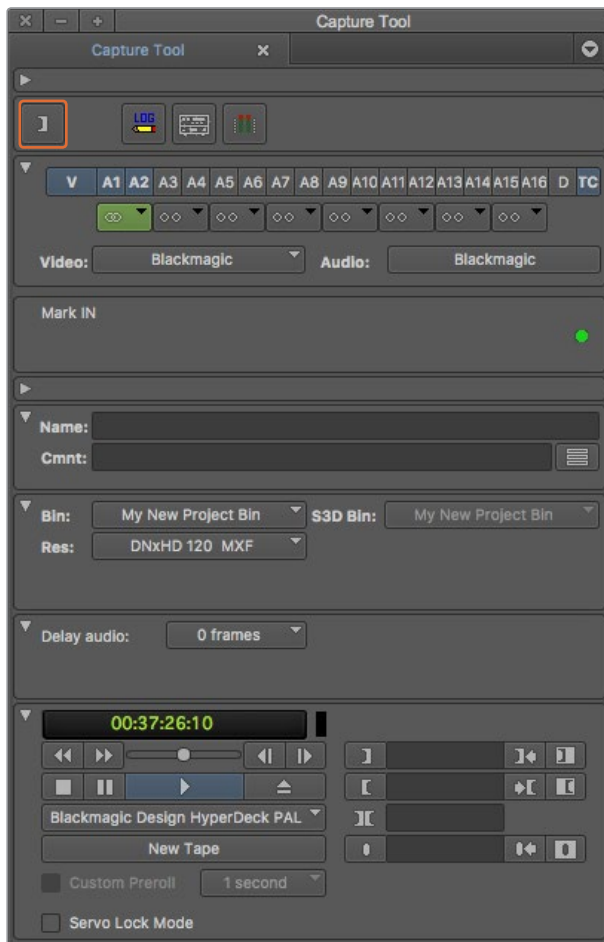 Capture Tool
Capture Tool
LOG
V A1 A2 A3 A4 A5 A6 A7 A8 A9 A10 A11 A12 A13 A14 A15 A16 D TC
Video: Blackmagic Audio: Blackmagic
Mark IN
Name:
Cmnt:
Bin: My New Project Bin S3D Bin: My New Project Bin
Res: DNxHD 120 MXF
Delay audio: 0 frames
00:37:26:10
Blackmagic Design HyperDeck PAL
New Tape
Custom Preroll 1 second
Servo Lock Mode